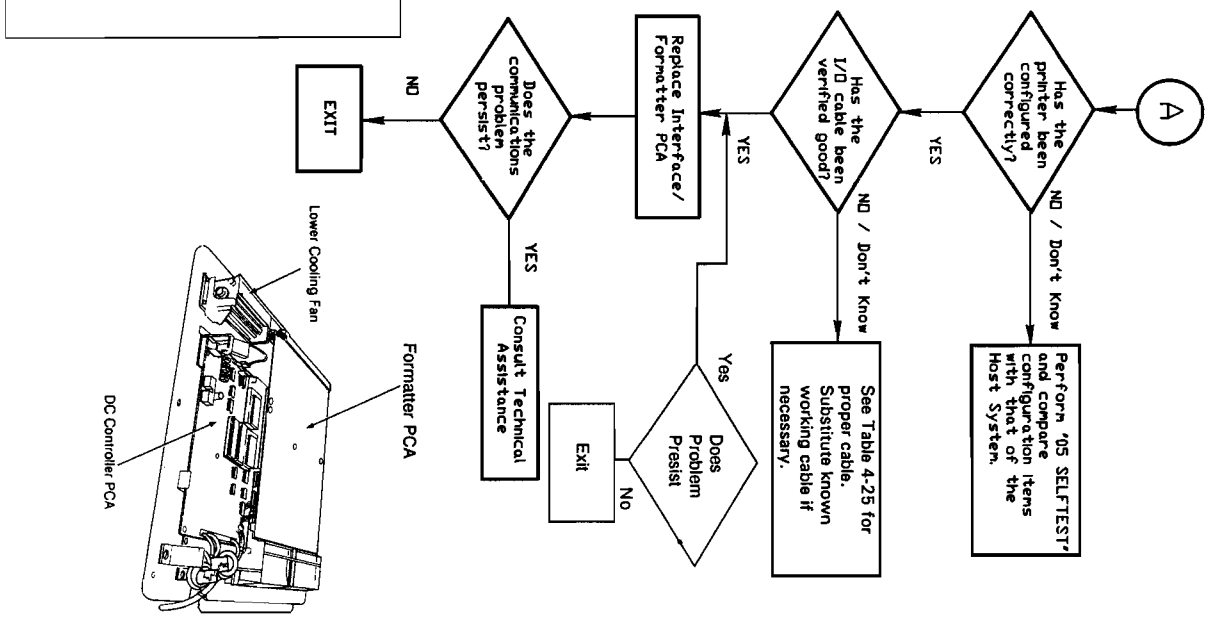 A
Has the
printer been
configured
correctly?
NO / Don't Know
Perform "05 SELFTEST"
and compare
configuration items
with that of the
Host System.
YES
Has the
I/O cable been
verified good?
NO / Don't Know
See Table 4-25 for
proper cable.
Substitute known
working cable if
necessary.
YES
Does
Problem
Presist
Yes
No
Exit
Replace Interface/
Formatter PCA
Does the
communications
problem
persist?
YES
Consult Technical
Assistance
NO
EXIT
Formatter PCA
Lower Cooling Fan
DC Controller PCA